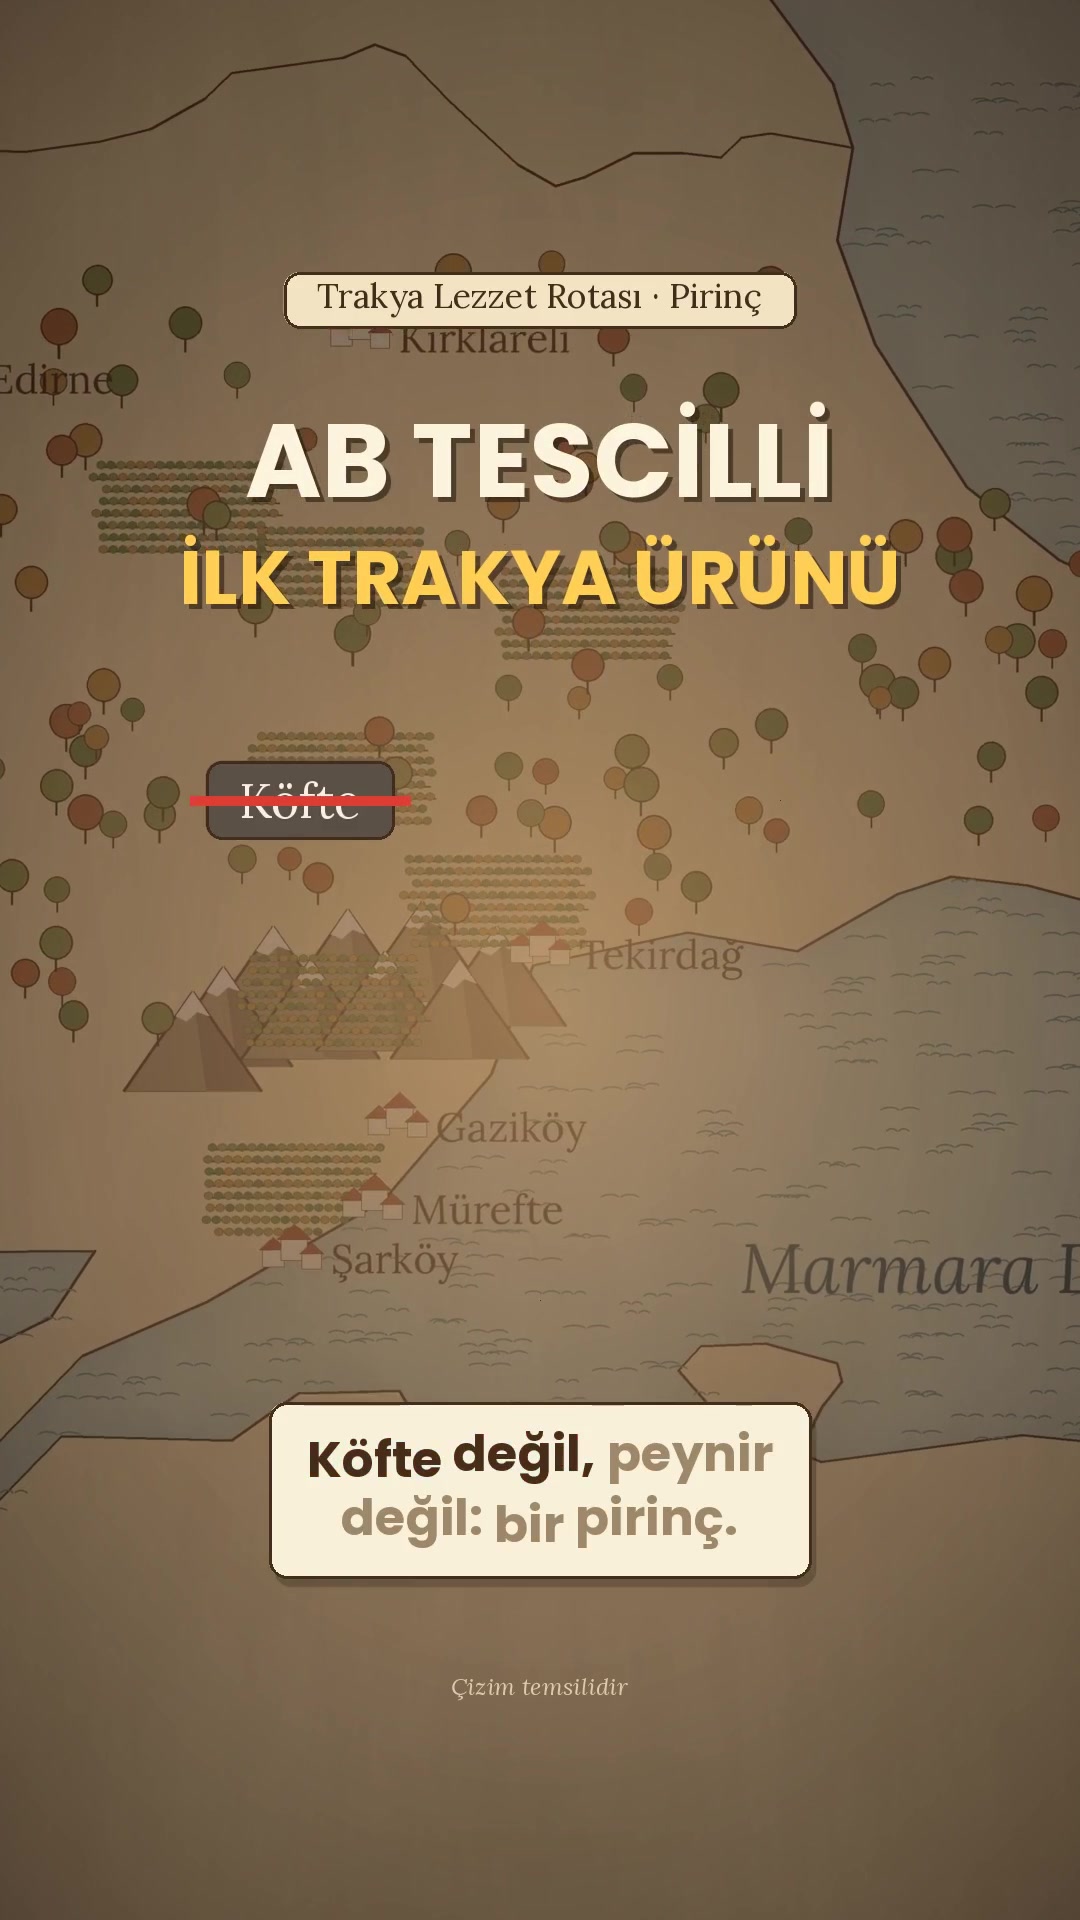 Trakya Lezzet Rotası · Pirinç
Kırklareli
Edirne
AB TESCİLLİ
İLK TRAKYA ÜRÜNÜ
Köfte
Tekirdağ
Gaziköy
Mürefte
Şarköy
Marmara
Köfte değil, peynir
değil: bir pirinç.
Çizim temsilidir